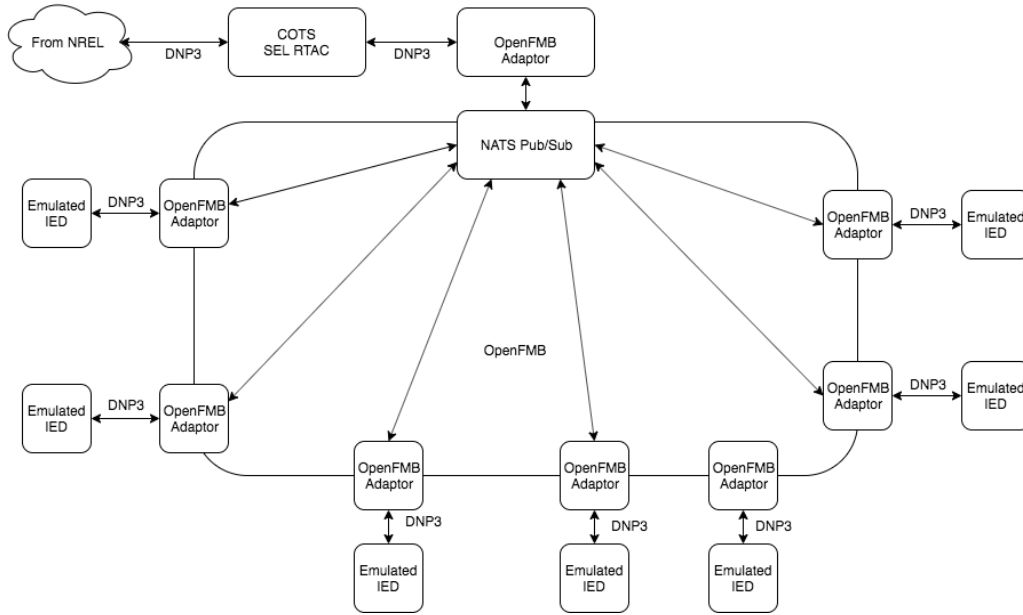 From NREL
DNP3
COTS
SEL RTAC
DNP3
OpenFMB
Adaptor
NATS Pub/Sub
Emulated
IED
DNP3
OpenFMB
Adaptor
OpenFMB
Adaptor
DNP3
Emulated
IED
OpenFMB
Emulated
IED
DNP3
OpenFMB
Adaptor
OpenFMB
Adaptor
DNP3
Emulated
IED
OpenFMB
Adaptor
OpenFMB
Adaptor
OpenFMB
Adaptor
DNP3
DNP3
DNP3
Emulated
IED
Emulated
IED
Emulated
IED